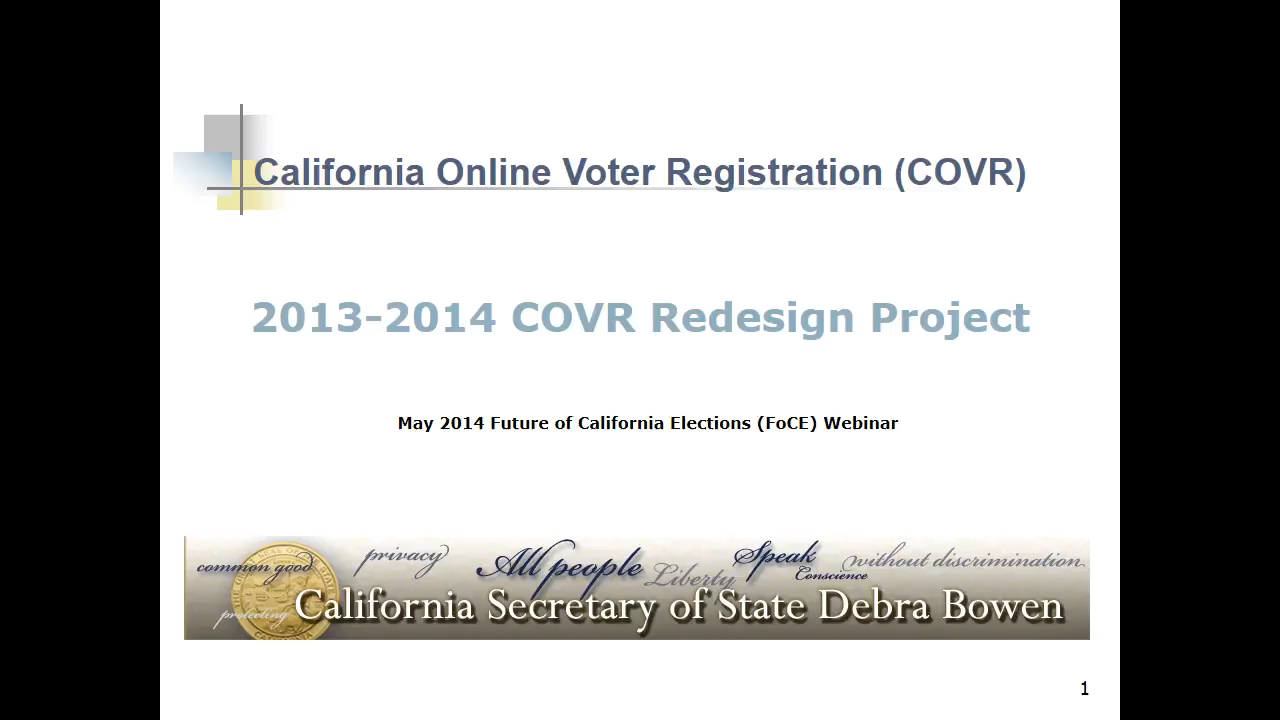 California Online Voter Registration (COVR)
2013-2014 COVR Redesign Project
May 2014 Future of California Elections (FoCE) Webinar
common good
privacy
All people
Liberty
Speak
Conscience
without discrimination
protecting
California Secretary of State Debra Bowen
1